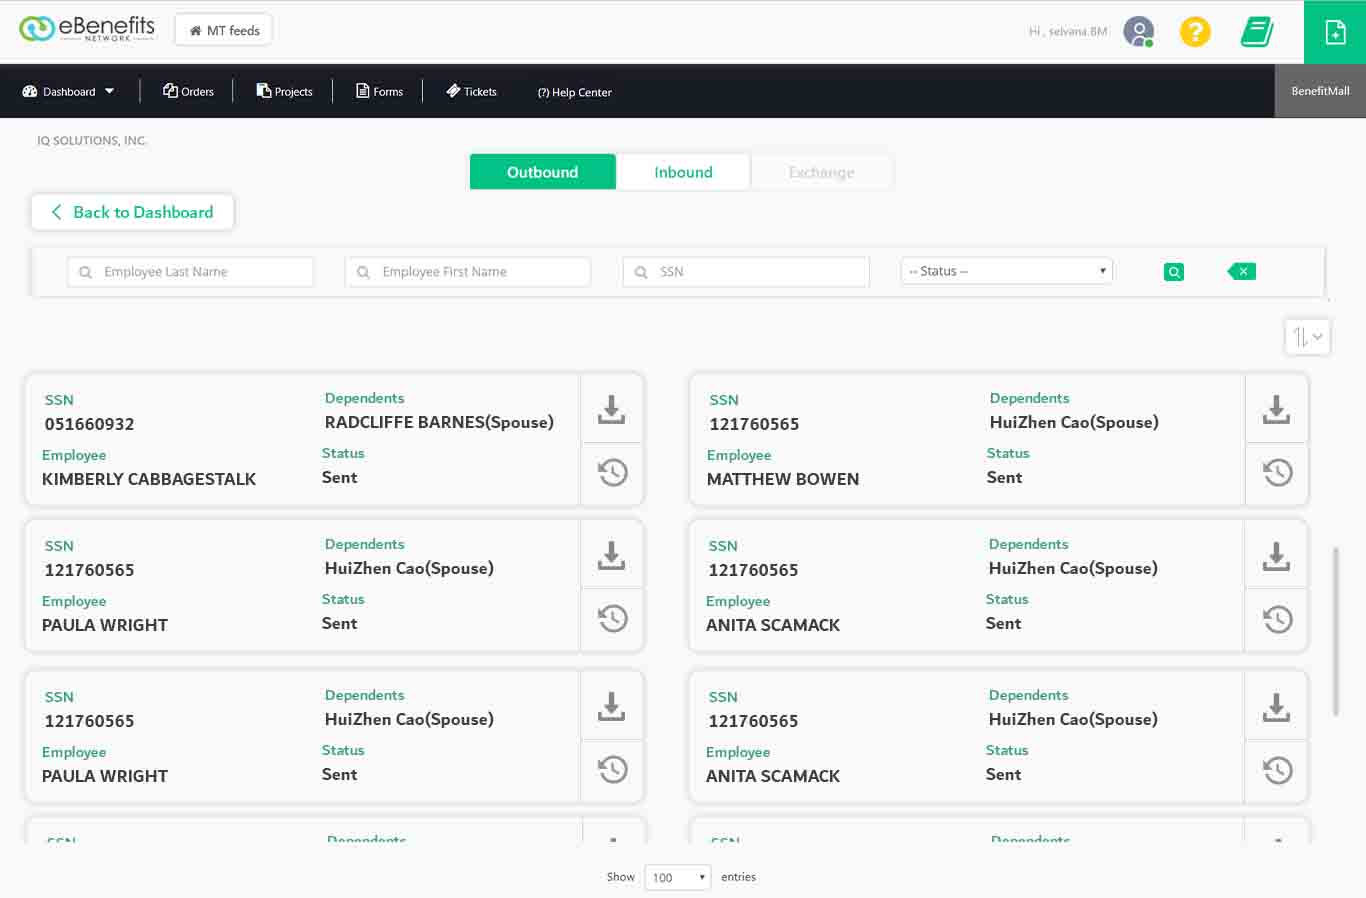 eBenefits
NETWORK
MT feeds
Hi , selvana.BM
Dashboard
Orders
Projects
Forms
Tickets
(?) Help Center
BenefitMall
IQ SOLUTIONS, INC.
Outbound
Inbound
Exchange
Back to Dashboard
Employee Last Name
Employee First Name
SSN
-- Status --
SSN
051660932
Dependents
RADCLIFFE BARNES(Spouse)
Employee
KIMBERLY CABBAGESTALK
Status
Sent
SSN
121760565
Dependents
HuiZhen Cao(Spouse)
Employee
MATTHEW BOWEN
Status
Sent
SSN
121760565
Dependents
HuiZhen Cao(Spouse)
Employee
PAULA WRIGHT
Status
Sent
SSN
121760565
Dependents
HuiZhen Cao(Spouse)
Employee
ANITA SCAMACK
Status
Sent
SSN
121760565
Dependents
HuiZhen Cao(Spouse)
Employee
PAULA WRIGHT
Status
Sent
SSN
121760565
Dependents
HuiZhen Cao(Spouse)
Employee
ANITA SCAMACK
Status
Sent
SSN
Dependents
SSN
Dependents
Show 100 entries